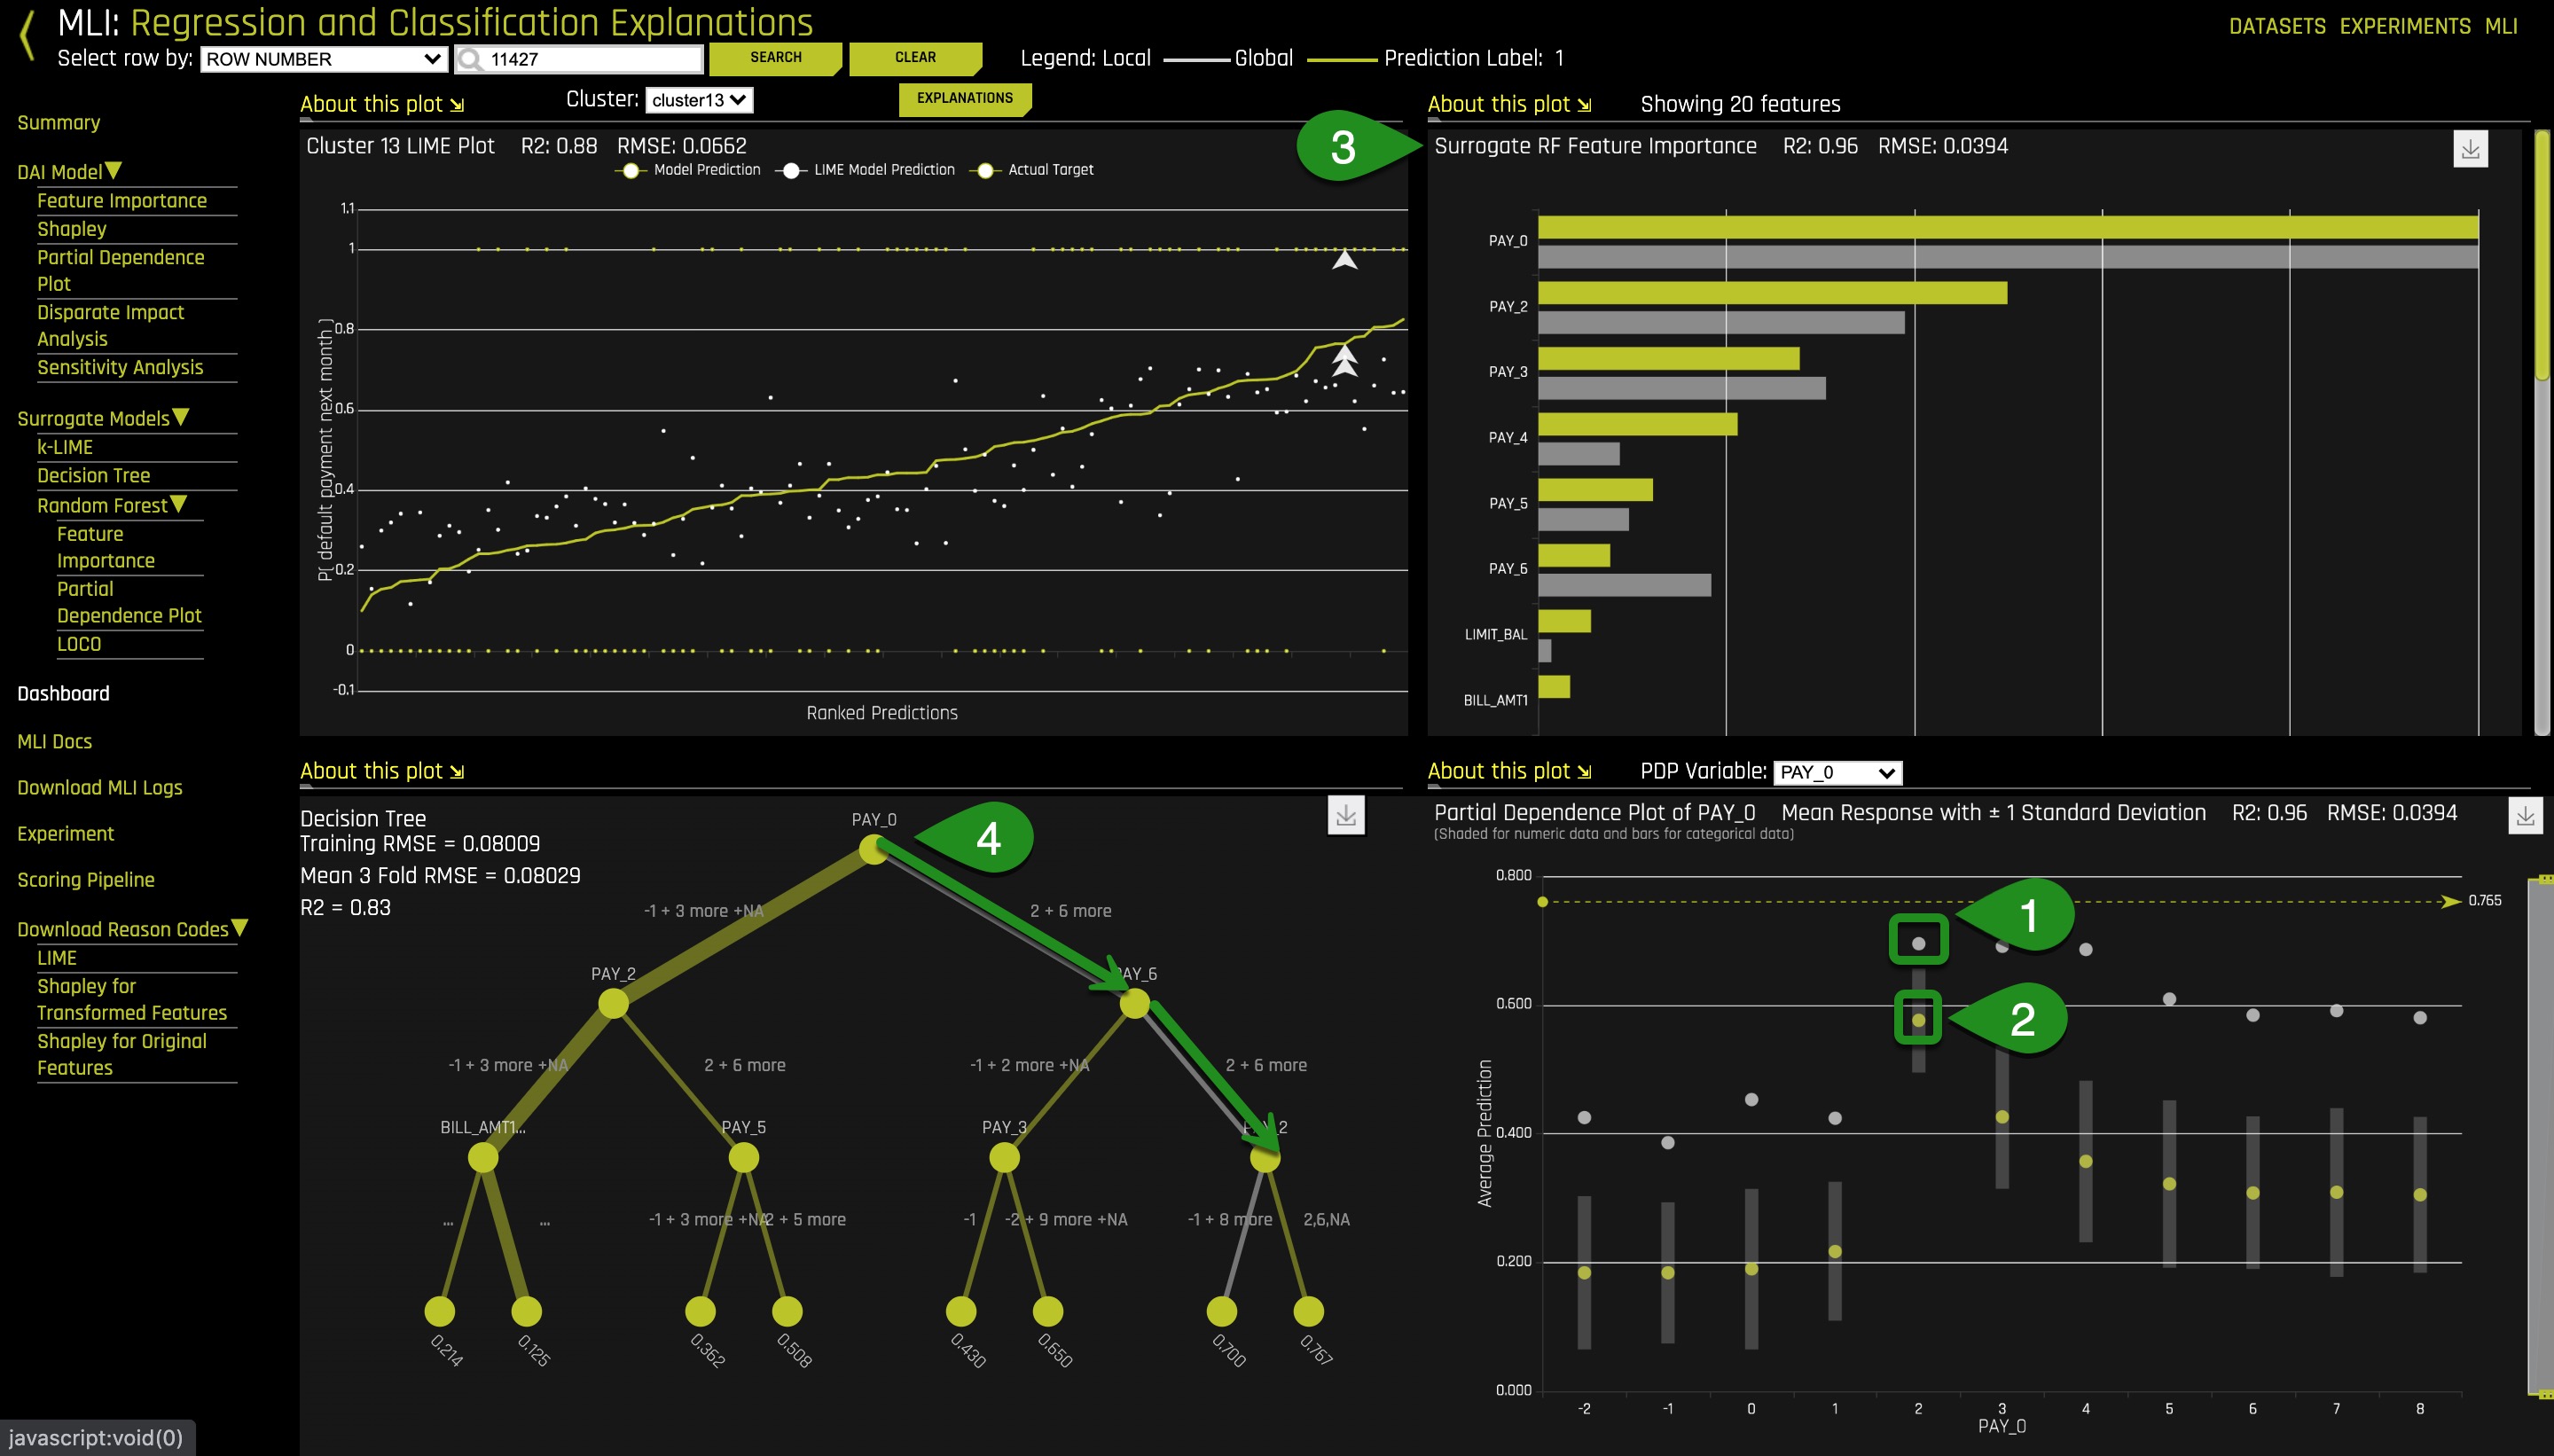 MLI: Regression and Classification Explanations
DATASETS EXPERIMENTS MLI
Select row by: ROW NUMBER 11427 SEARCH CLEAR Legend: Local Global Prediction Label: 1
Summary
DAI Model
Feature Importance
Shapley
Partial Dependence
Plot
Disparate Impact
Analysis
Sensitivity Analysis
Surrogate Models
k-LIME
Decision Tree
Random Forest
Feature
Importance
Partial
Dependence Plot
LOCO
Dashboard
MLI Docs
Download MLI Logs
Experiment
Scoring Pipeline
Download Reason Codes
LIME
Shapley for
Transformed Features
Shapley for Original
Features
javascript:void(0)
About this plot Cluster: cluster13 EXPLANATIONS
Cluster 13 LIME Plot R2: 0.88 RMSE: 0.0662
Model Prediction LIME Model Prediction Actual Target
P( default payment next month )
1.1
1
0.8
0.6
0.4
0.2
0
-0.1
Ranked Predictions
About this plot Showing 20 features
3
Surrogate RF Feature Importance R2: 0.96 RMSE: 0.0394
PAY_0
PAY_2
PAY_3
PAY_4
PAY_5
PAY_6
LIMIT_BAL
BILL_AMT1
About this plot
Decision Tree
Training RMSE = 0.08009
Mean 3 Fold RMSE = 0.08029
R2 = 0.83
PAY_0
4
-1 + 3 more +NA 2 + 6 more
PAY_2 PAY_6
-1 + 3 more +NA 2 + 6 more -1 + 2 more +NA 2 + 6 more
BILL_AMT1... PAY_5 PAY_3 PAY_2
... ... -1 + 3 more +NA 2 + 5 more -1 -2 + 9 more +NA -1 + 8 more 2,6,NA
0.214 0.125 0.362 0.508 0.430 0.650 0.700 0.767
About this plot PDP Variable: PAY_0
Partial Dependence Plot of PAY_0 Mean Response with ± 1 Standard Deviation R2: 0.96 RMSE: 0.0394
(Shaded for numeric data and bars for categorical data)
Average Prediction
0.800
0.765
1
0.600
2
0.400
0.200
0.000
-2 -1 0 1 2 3 4 5 6 7 8
PAY_0